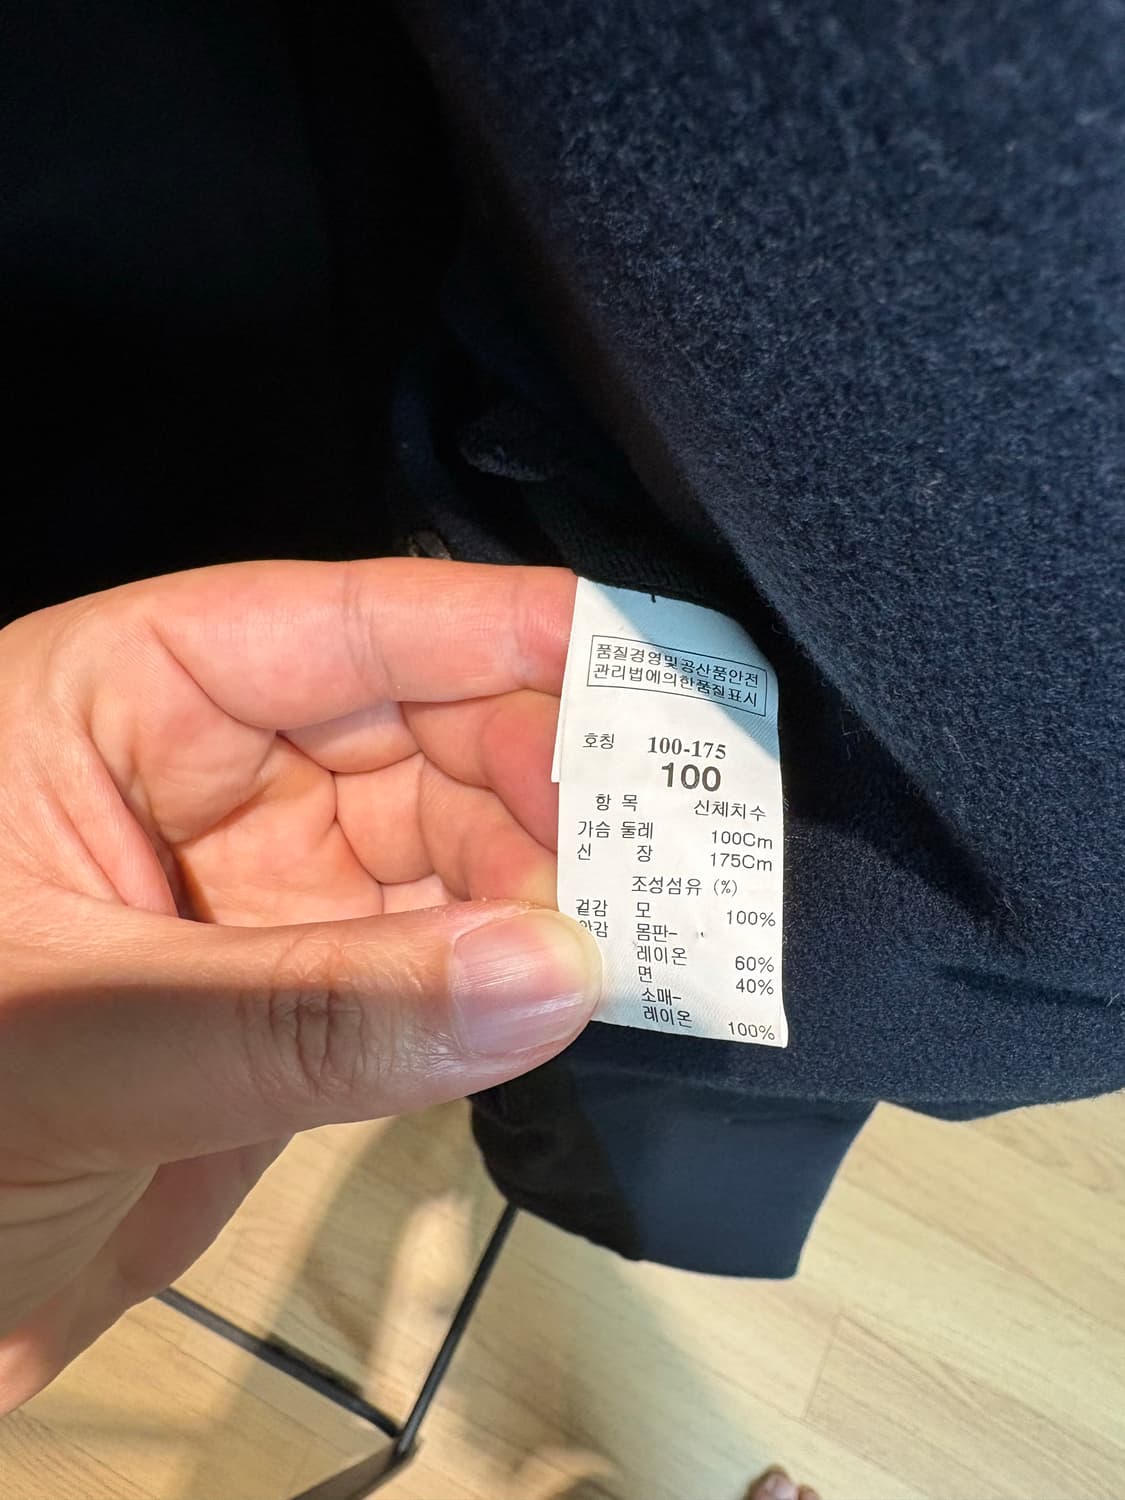 품질경영및공산품안전
관리법에의한품질표시
호칭 100-175
100
항 목 신체치수
가슴 둘레 100Cm
신 장 175Cm
조성섬유 (%)
겉감 모 100%
안감 몸판-
레이온 60%
면 40%
소매-
레이온 100%